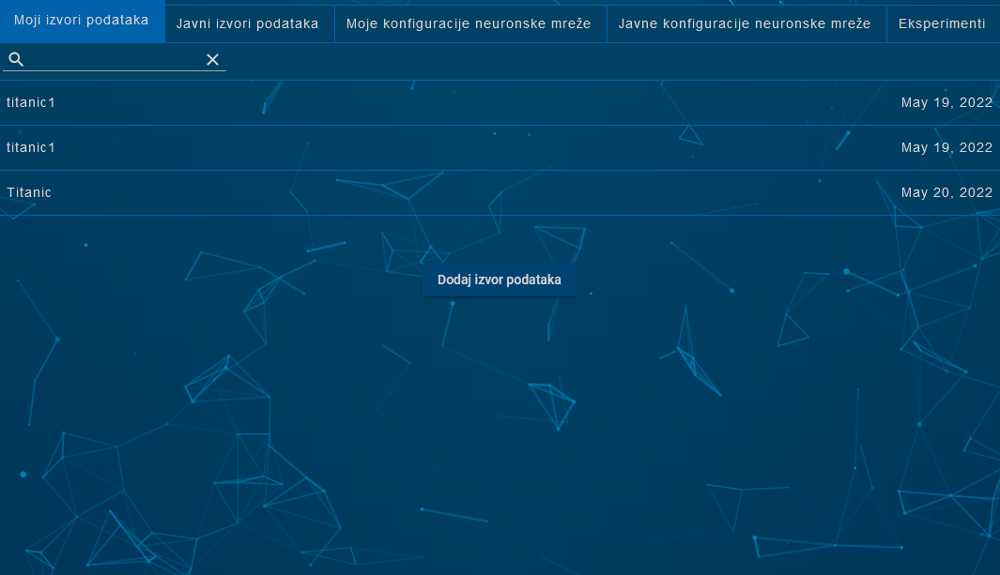 Moji izvori podataka
Javni izvori podataka
Moje konfiguracije neuronske mreže
Javne konfiguracije neuronske mreže
Eksperimenti
titanic1 May 19, 2022
titanic1 May 19, 2022
Titanic May 20, 2022
Dodaj izvor podataka